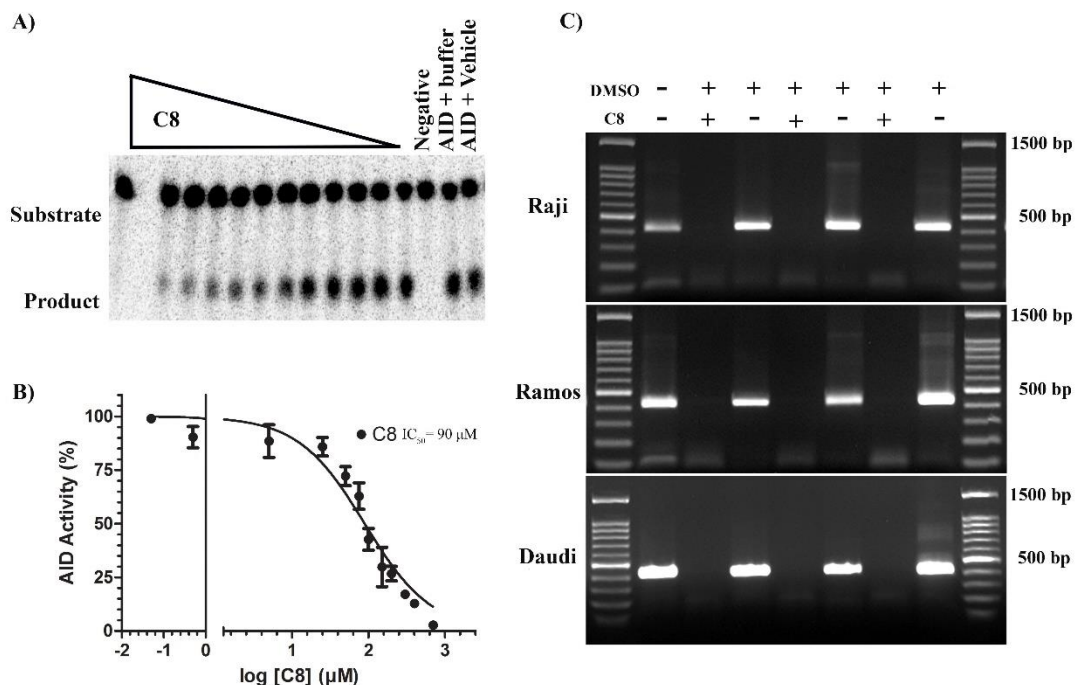 A)
C8
Negative
AID + buffer
AID + Vehicle
Substrate
Product
B)
C8 IC₅₀ = 90 µM
AID Activity (%)
100
75
50
25
0
-2 -1 0 1 2 3
log [C8] (µM)
C)
DMSO - + + + + + +
C8 - + - + - + -
Raji
1500 bp
500 bp
Ramos
1500 bp
500 bp
Daudi
1500 bp
500 bp